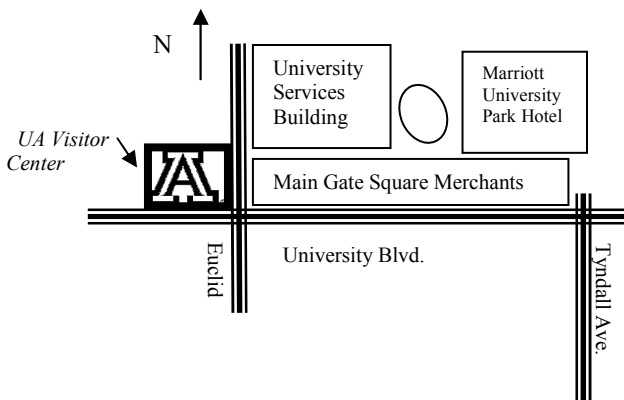 N
University
Services
Building
Marriott
University
Park Hotel
UA Visitor
Center
A
Main Gate Square Merchants
University Blvd.
Euclid
Tyndall Ave.